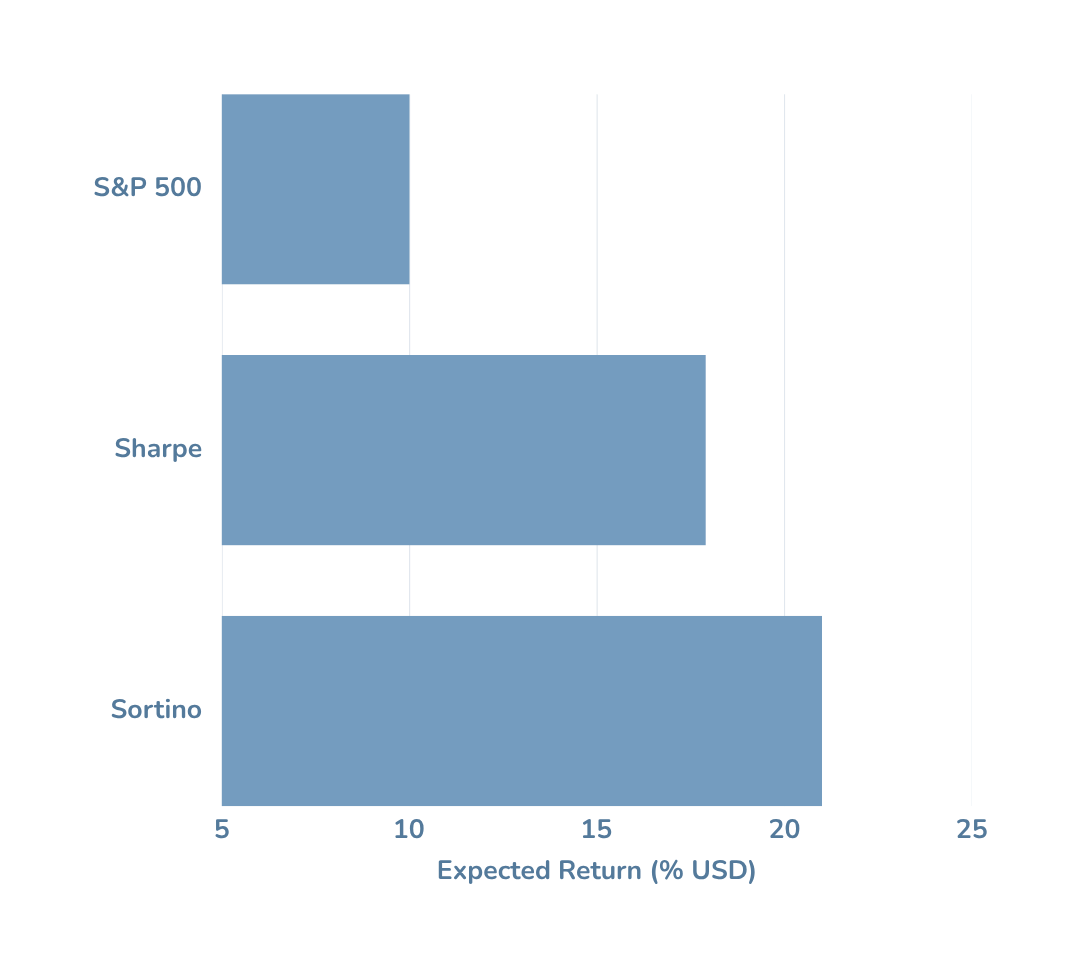 S&P 500
Sharpe
Sortino
5 10 15 20 25
Expected Return (% USD)